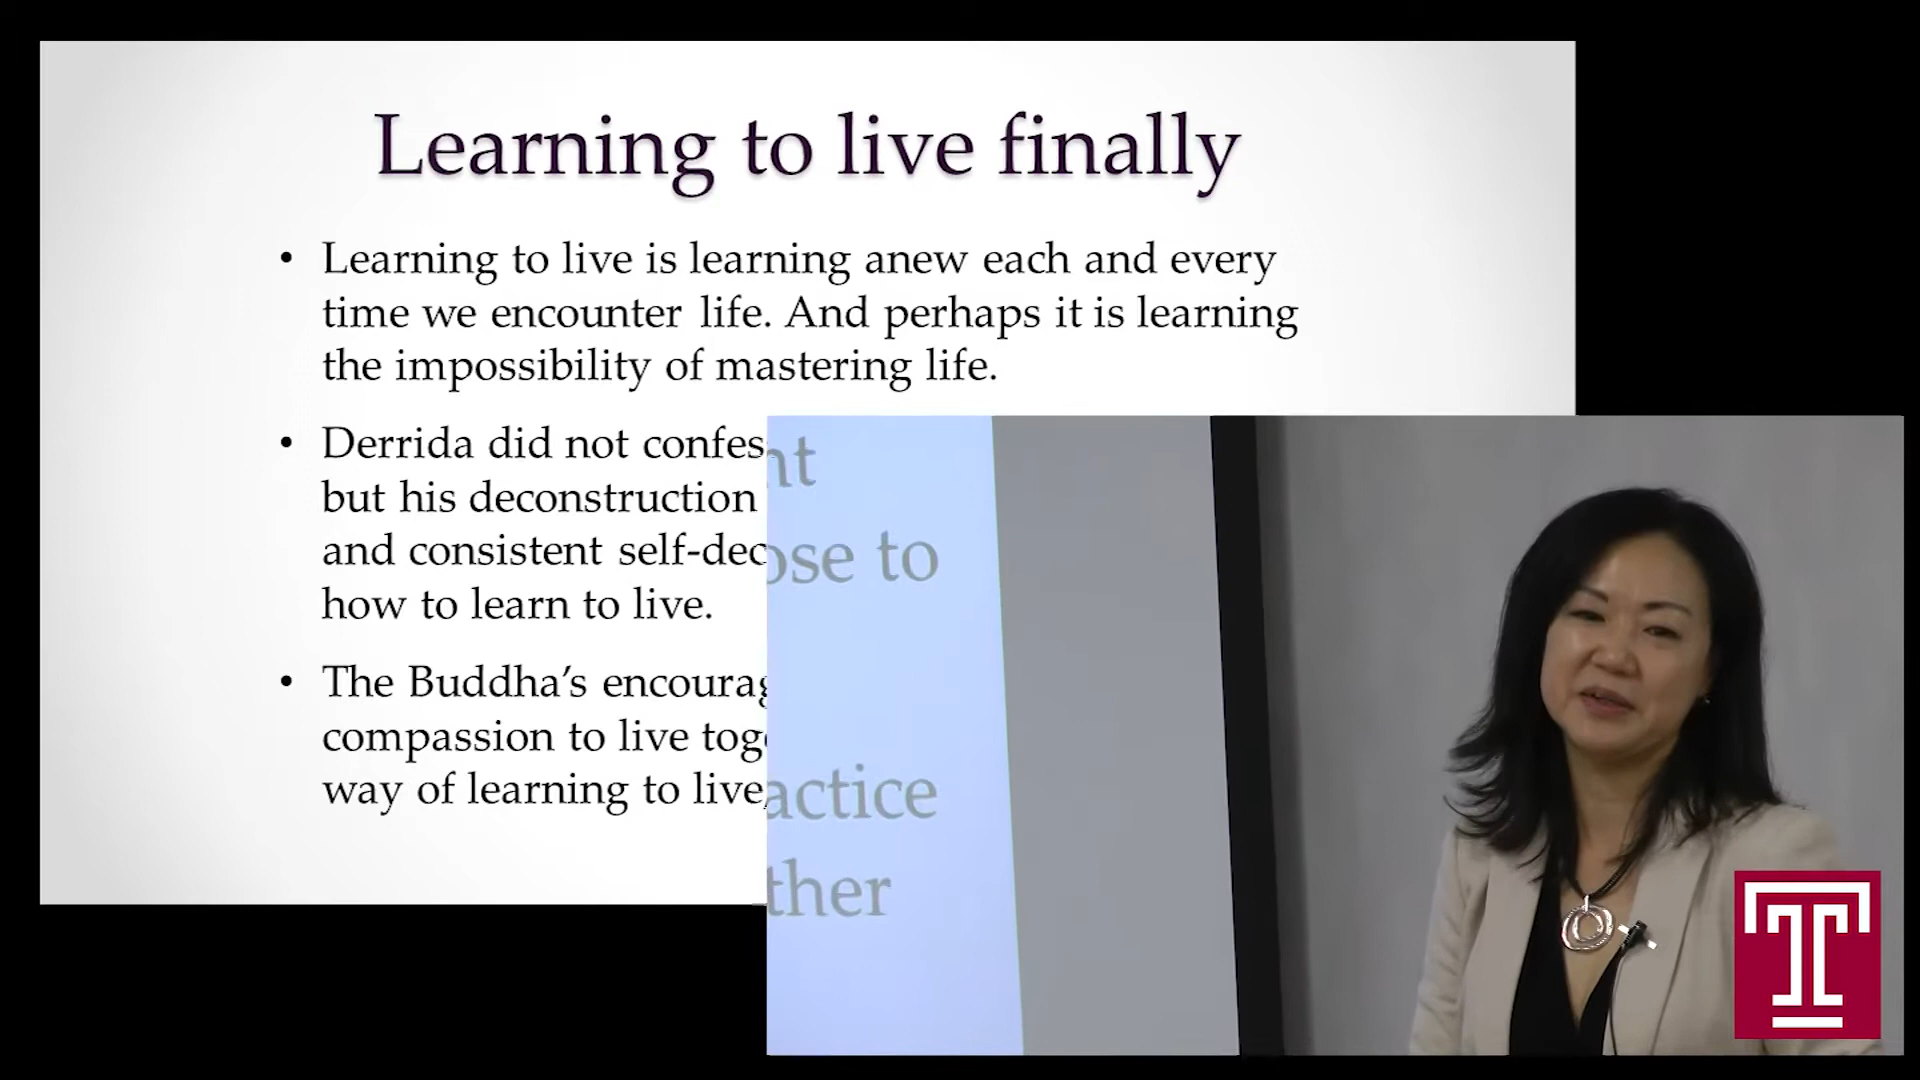 Learning to live finally
• Learning to live is learning anew each and every
time we encounter life. And perhaps it is learning
the impossibility of mastering life.
• Derrida did not confes
but his deconstruction
and consistent self-dec
how to learn to live.
• The Buddha's encourag
compassion to live tog
way of learning to live,
nt
ose to
actice
ther
T